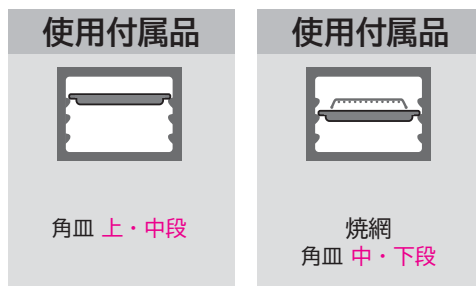 使用付属品
角皿 上・中段
使用付属品
焼網
角皿 中・下段